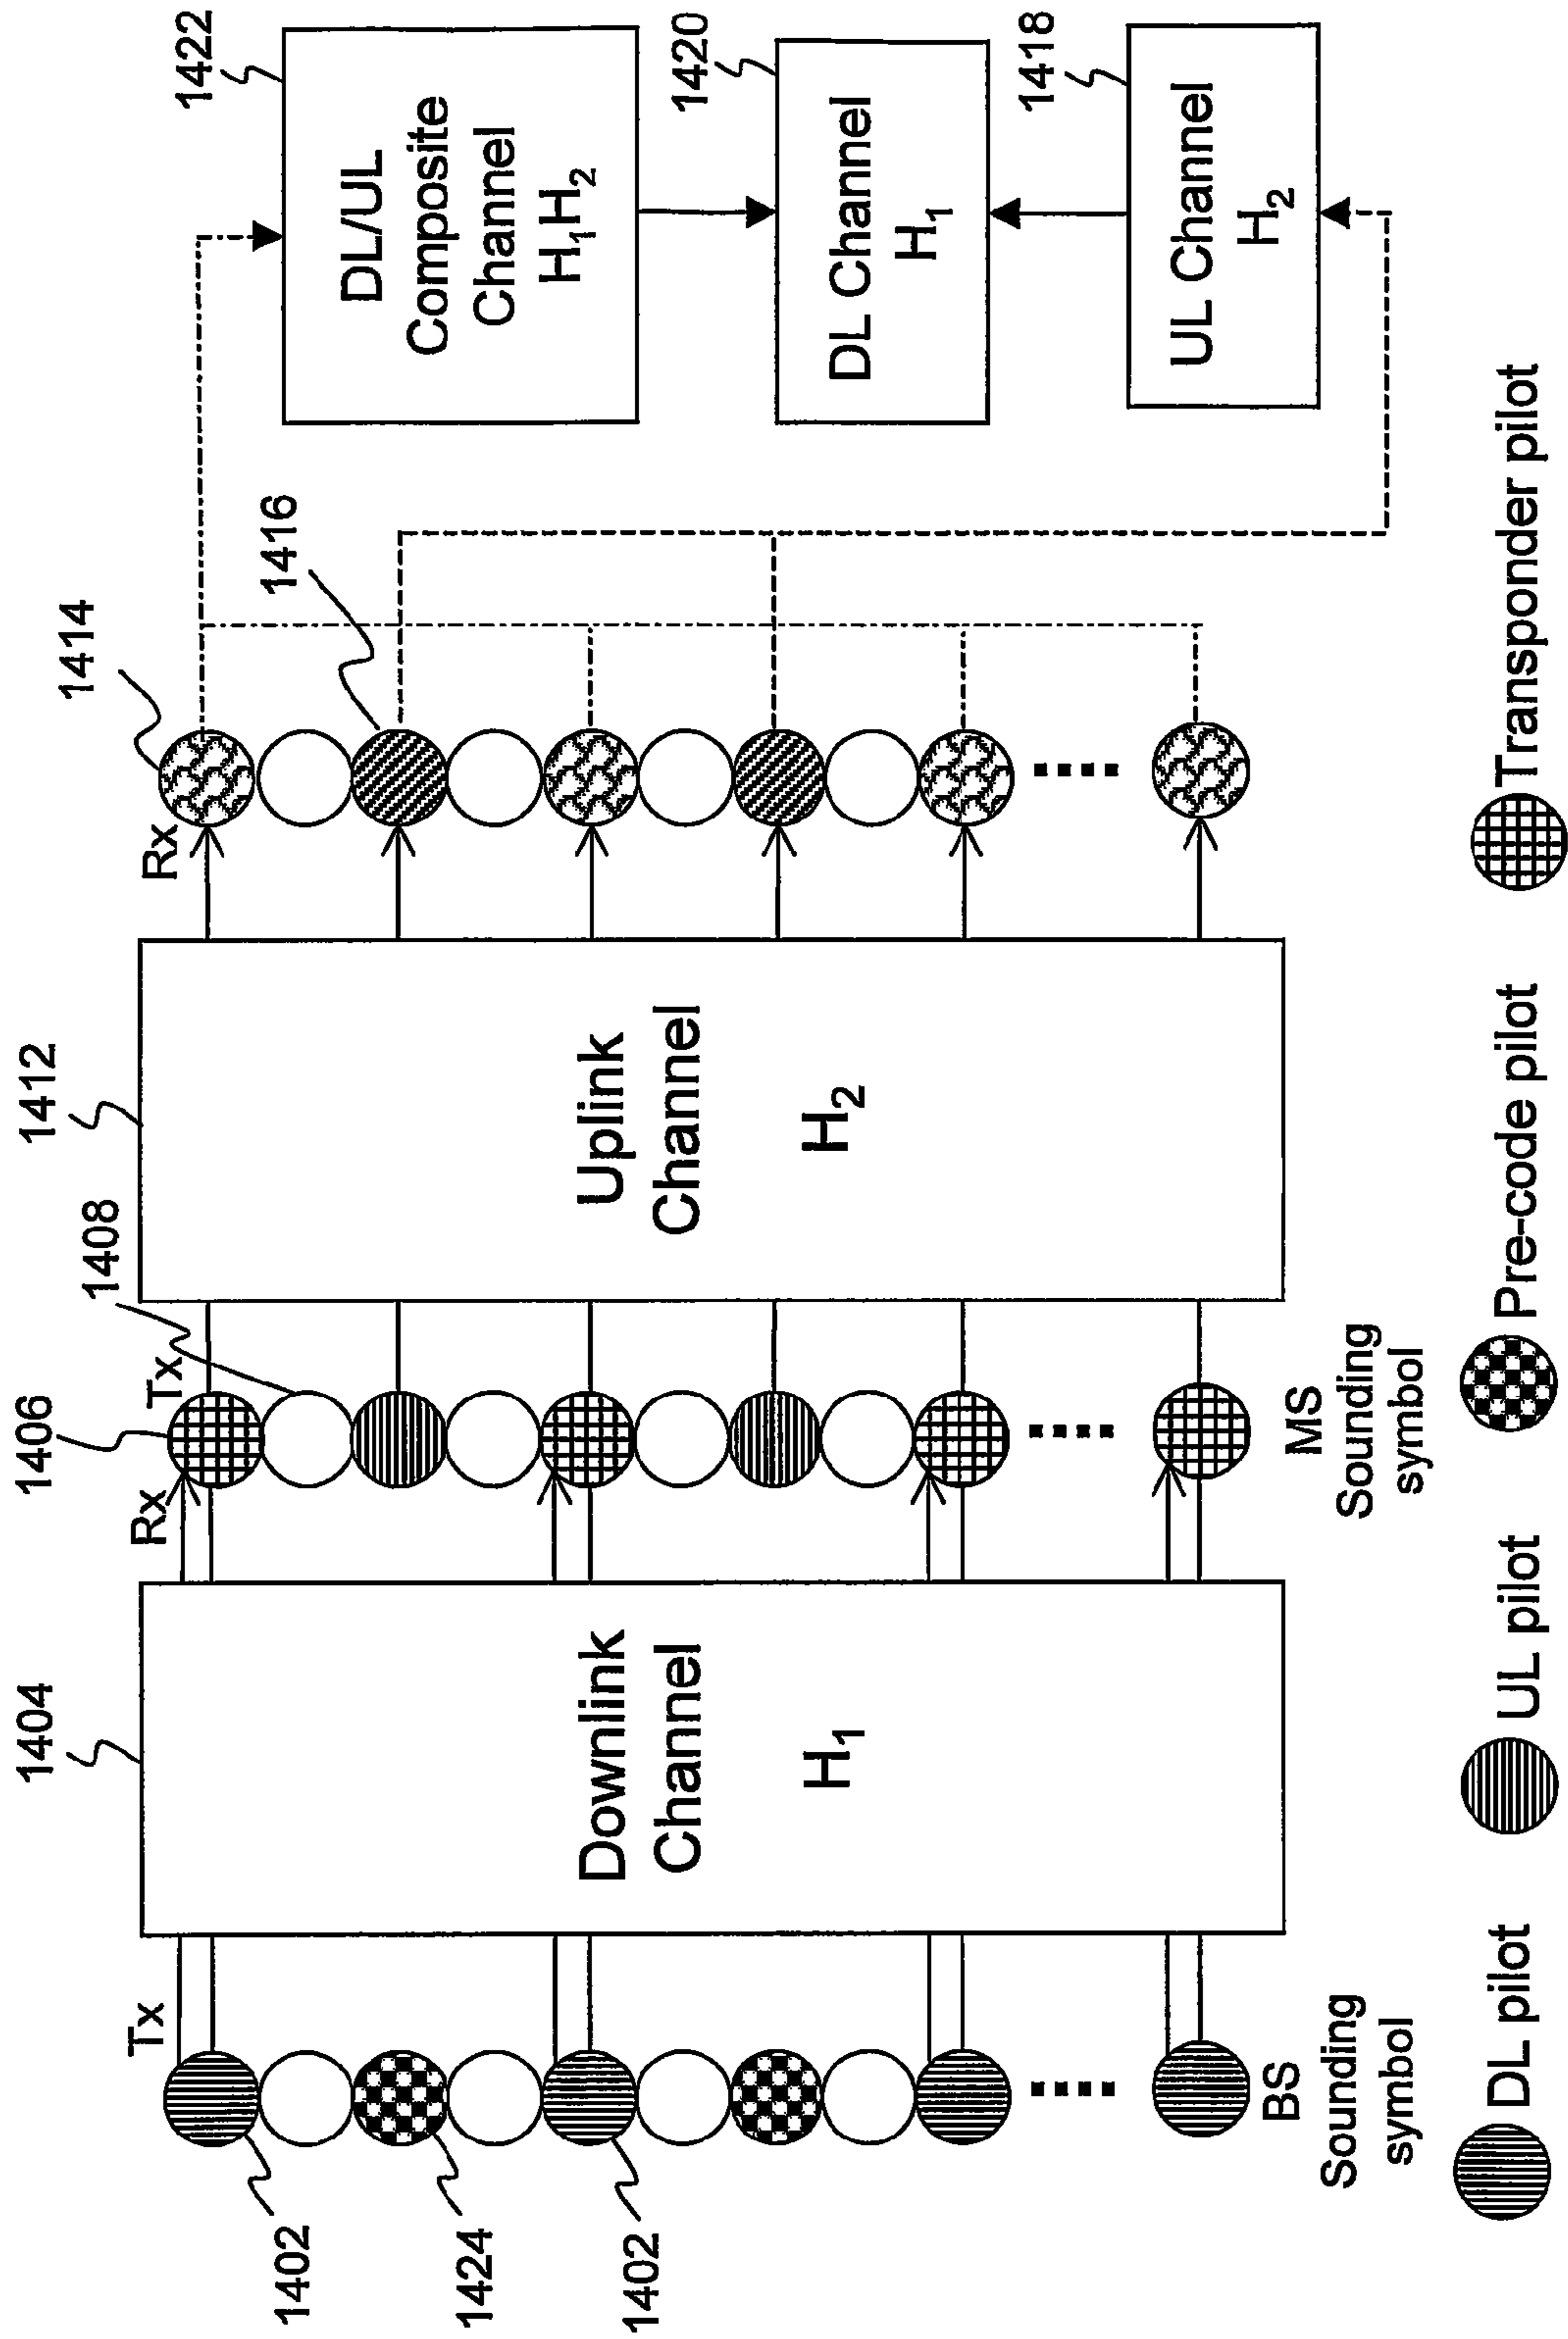 1402
1424
1402
Tx
BS
Sounding
symbol
1404
Downlink
Channel
H₁
1406
Rx
Tx
1408
MS
Sounding
symbol
1412
Uplink
Channel
H₂
Rx
1414
1416
1422
DL/UL
Composite
Channel
H₁H₂
1420
DL Channel
H₁
1418
UL Channel
H₂
DL pilot
UL pilot
Pre-code pilot
Transponder pilot